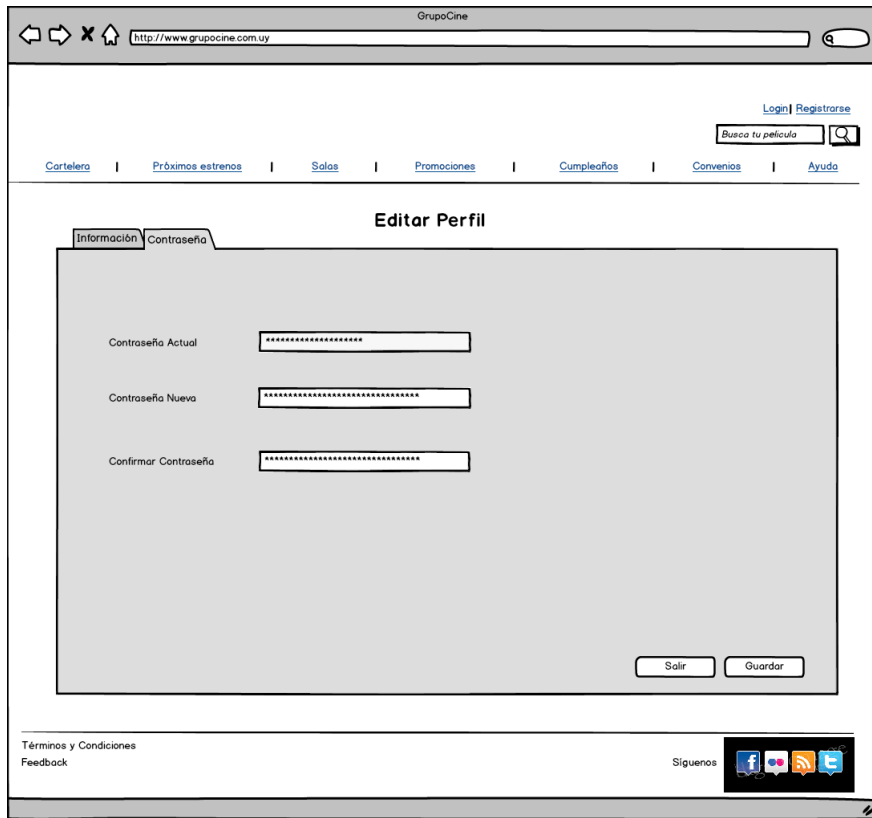 GrupoCine
http://www.grupocine.com.uy
Login| Registrarse
Busca tu pelicula
Cartelera | Próximos estrenos | Salas | Promociones | Cumpleaños | Convenios | Ayuda
Editar Perfil
Información Contraseña
Contraseña Actual ********************
Contraseña Nueva ********************************
Confirmar Contraseña ********************************
Salir Guardar
Términos y Condiciones
Feedback
Síguenos